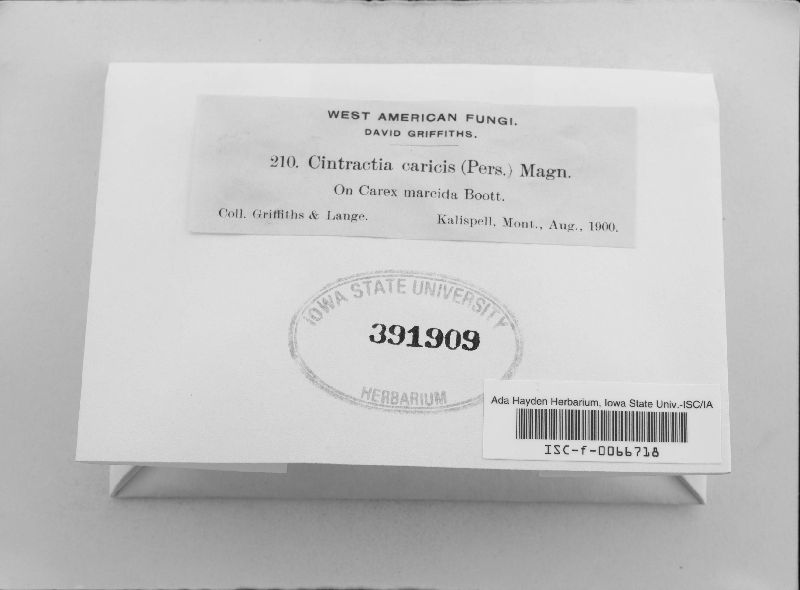 WEST AMERICAN FUNGI.
DAVID GRIFFITHS.
210. Cintractia caricis (Pers.) Magn.
On Carex marcida Boott.
Coll. Griffiths & Lange.
Kalispell, Mont., Aug., 1900.
IOWA STATE UNIVERSITY
391909
HERBARIUM
Ada Hayden Herbarium, Iowa State Univ.-ISC/IA
ISC-f-0066718